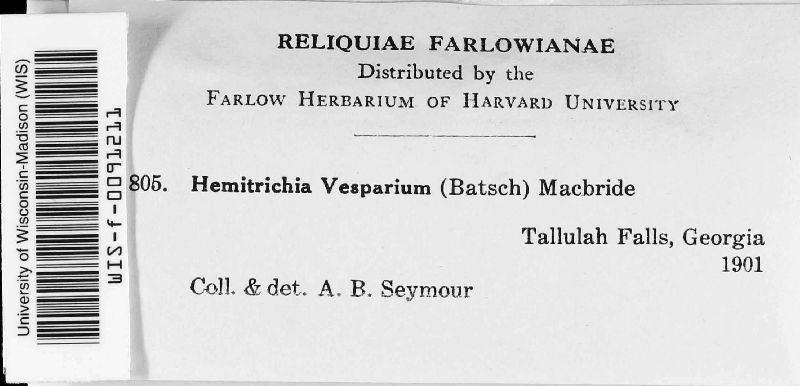 RELIQUIAE FARLOWIANAE
Distributed by the
FARLOW HERBARIUM OF HARVARD UNIVERSITY
805. Hemitrichia Vesparium (Batsch) Macbride
Tallulah Falls, Georgia
1901
Coll. & det. A. B. Seymour
University of Wisconsin-Madison (WIS)
WIS-f-0091211